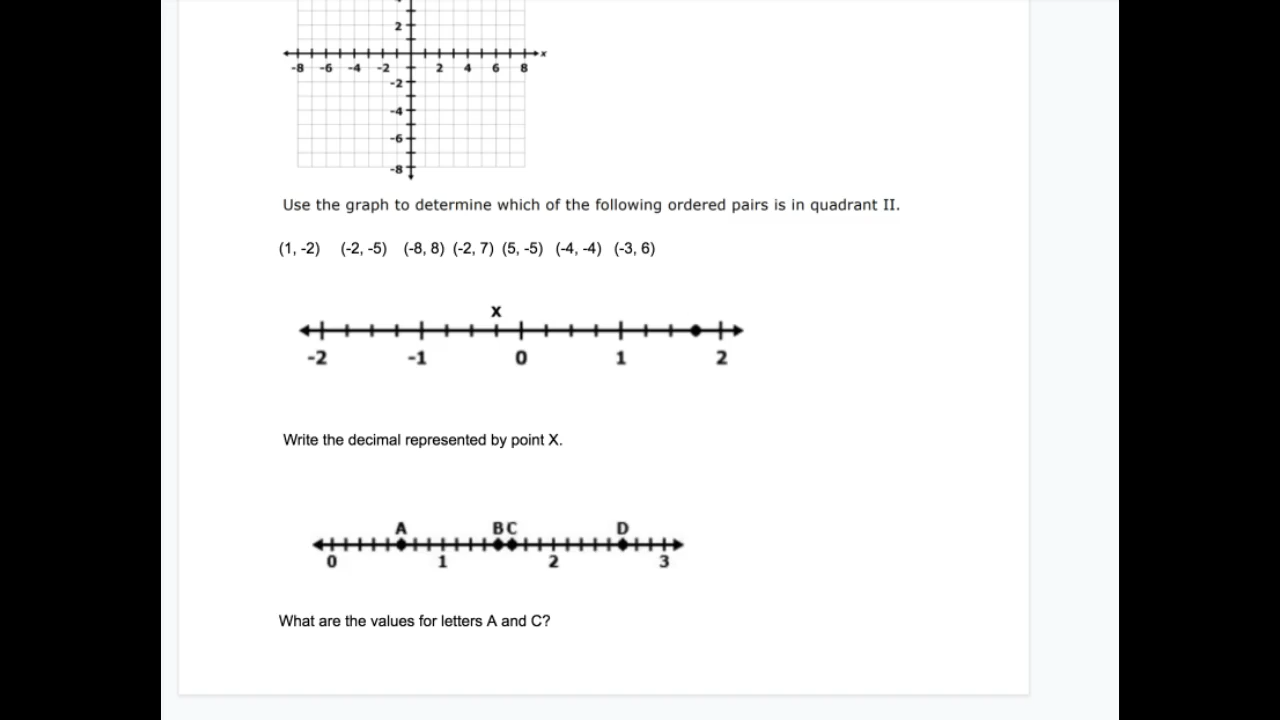 2
x
-8 -6 -4 -2 2 4 6 8
-2
-4
-6
-8
Use the graph to determine which of the following ordered pairs is in quadrant II.
(1, -2) (-2, -5) (-8, 8) (-2, 7) (5, -5) (-4, -4) (-3, 6)
X
-2 -1 0 1 2
Write the decimal represented by point X.
A B C D
0 1 2 3
What are the values for letters A and C?